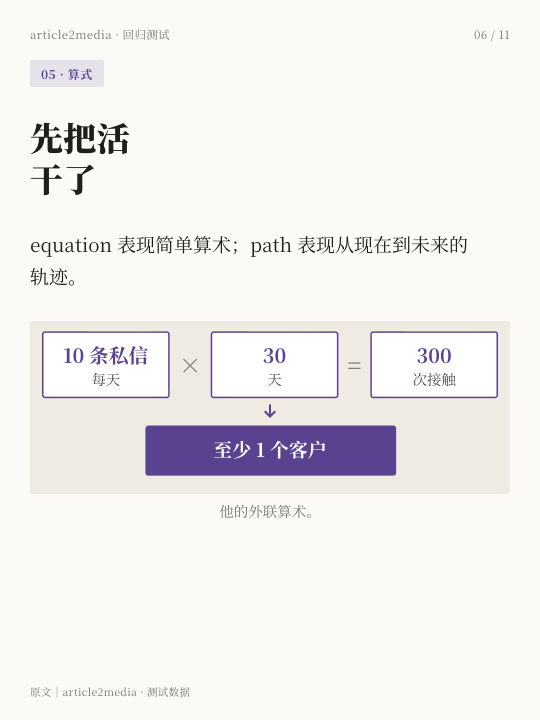 article2media · 回归测试
06 / 11
05 · 算式
先把活
干了
equation 表现简单算术；path 表现从现在到未来的
轨迹。
10 条私信
每天
×
30
天
=
300
次接触
至少 1 个客户
他的外联算术。
原文｜article2media · 测试数据